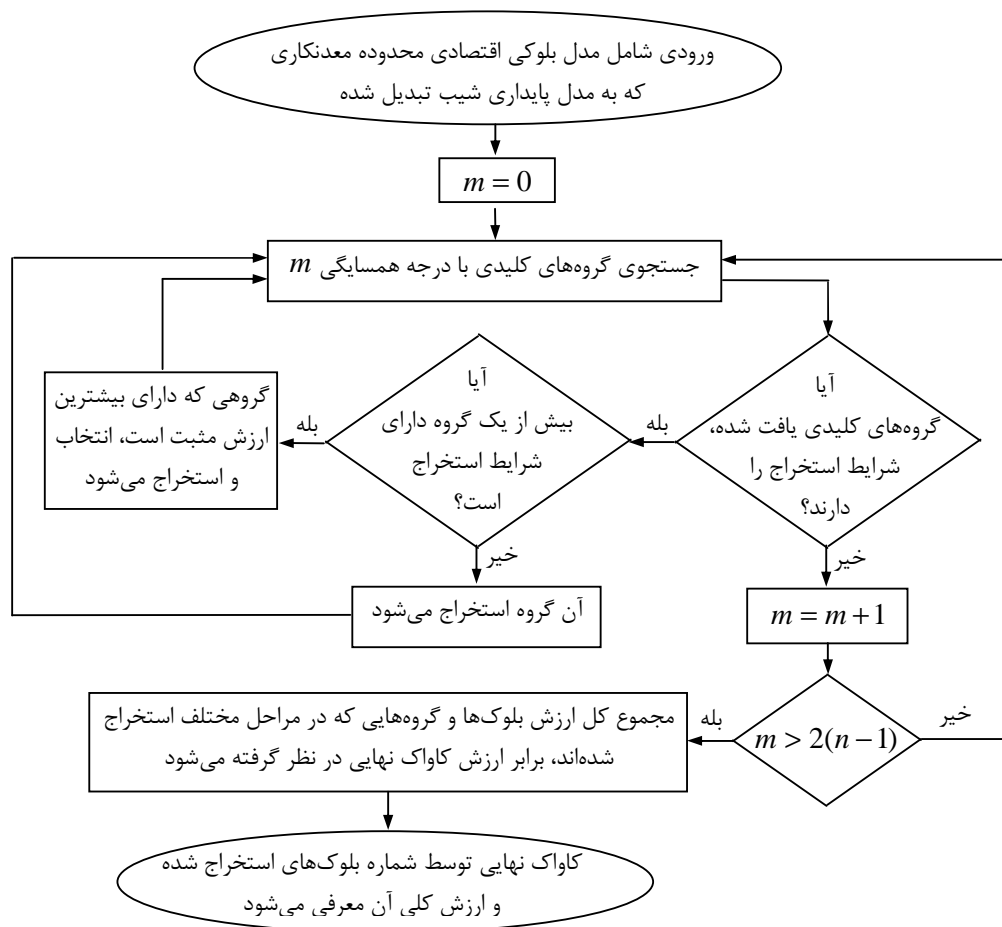 ورودی شامل مدل بلوکی اقتصادی محدوده معدنکاری
که به مدل پایداری شیب تبدیل شده
m = 0
جستجوی گروه‌های کلیدی با درجه همسایگی m
آیا
گروه‌های کلیدی یافت شده،
شرایط استخراج را
دارند؟
بله
آیا
بیش از یک گروه دارای
شرایط استخراج
است؟
بله
گروهی که دارای بیشترین
ارزش مثبت است، انتخاب
و استخراج می‌شود
خیر
آن گروه استخراج می‌شود
خیر
m = m + 1
m > 2(n − 1)
خیر
بله
مجموع کل ارزش بلوک‌ها و گروه‌هایی که در مراحل مختلف استخراج
شده‌اند، برابر ارزش کاواک نهایی در نظر گرفته می‌شود
کاواک نهایی توسط شماره بلوک‌های استخراج شده
و ارزش کلی آن معرفی می‌شود